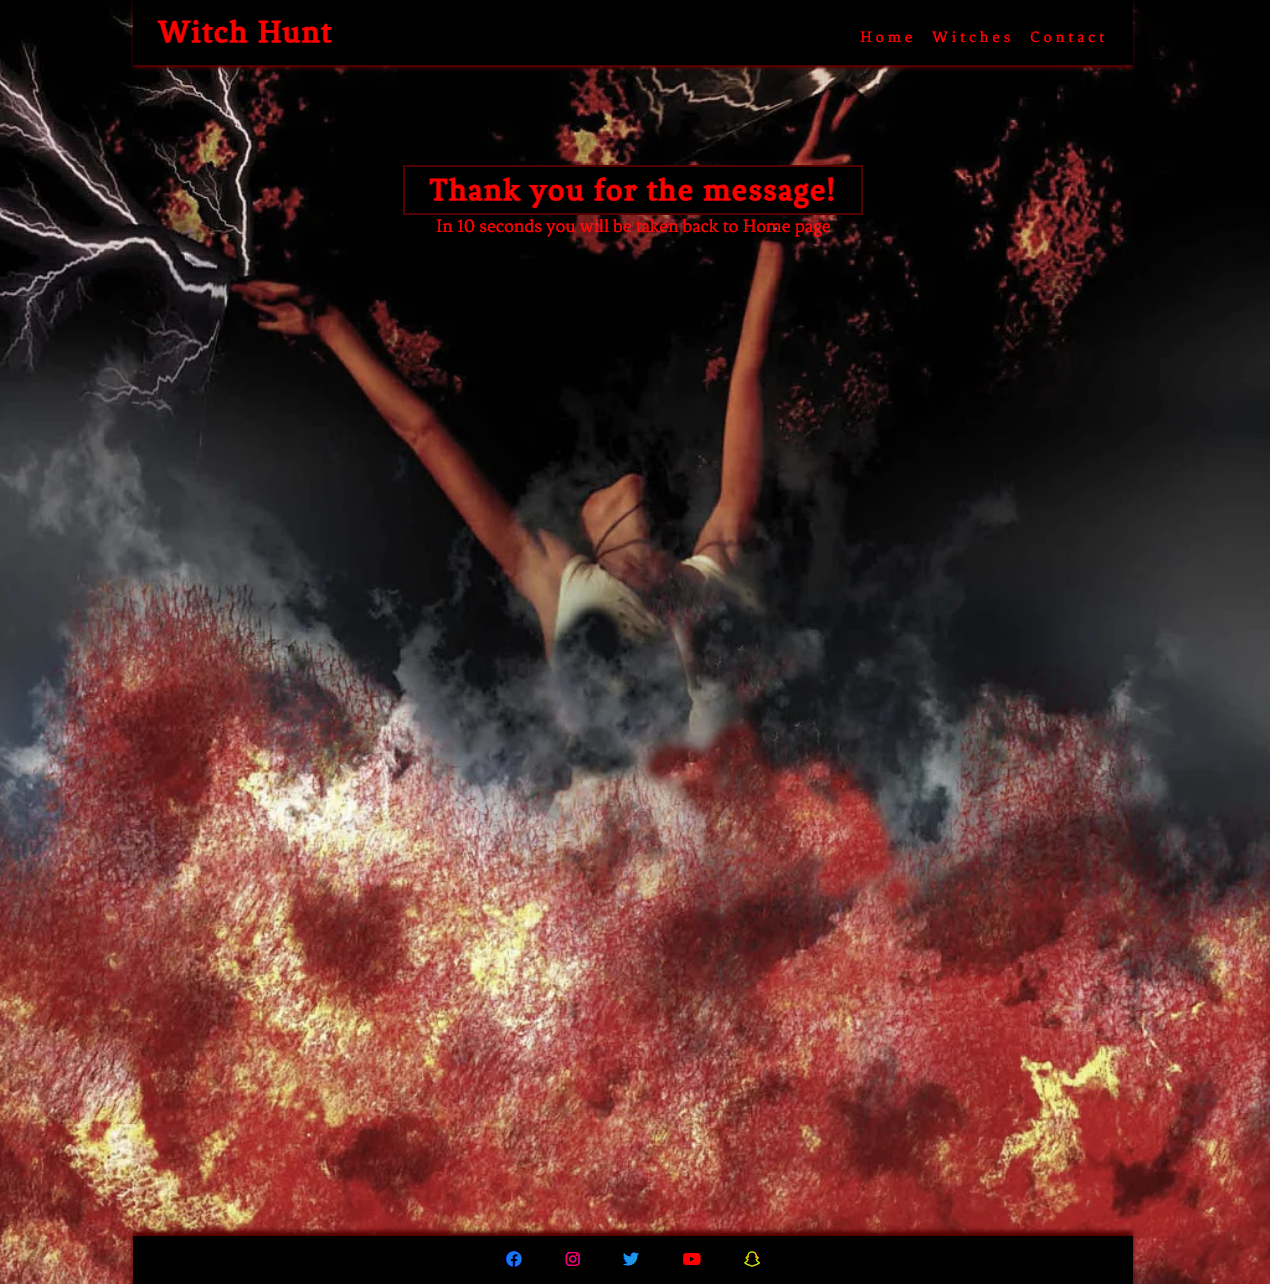 Witch Hunt
Home Witches Contact
Thank you for the message!
In 10 seconds you will be taken back to Home page